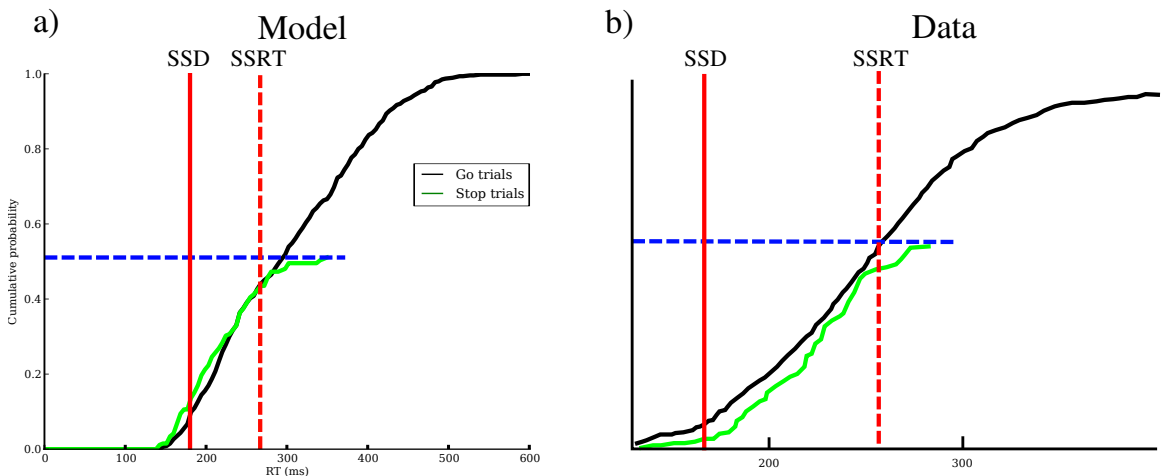 a) Model
SSD SSRT
1.0
0.8
0.6
0.4
0.2
0.0
Cumulative probability
Go trials
Stop trials
0 100 200 300 400 500 600
RT (ms)
b) Data
SSD SSRT
200 300